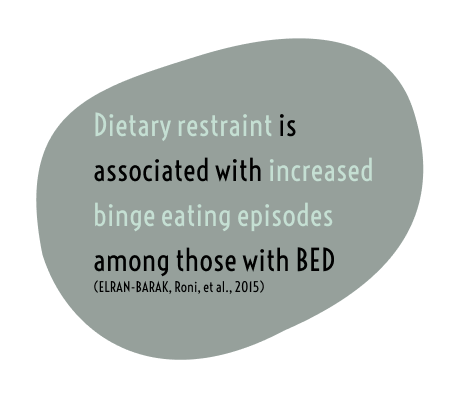 Dietary restraint is
associated with increased
binge eating episodes
among those with BED
(ELRAN-BARAK, Roni, et al., 2015)